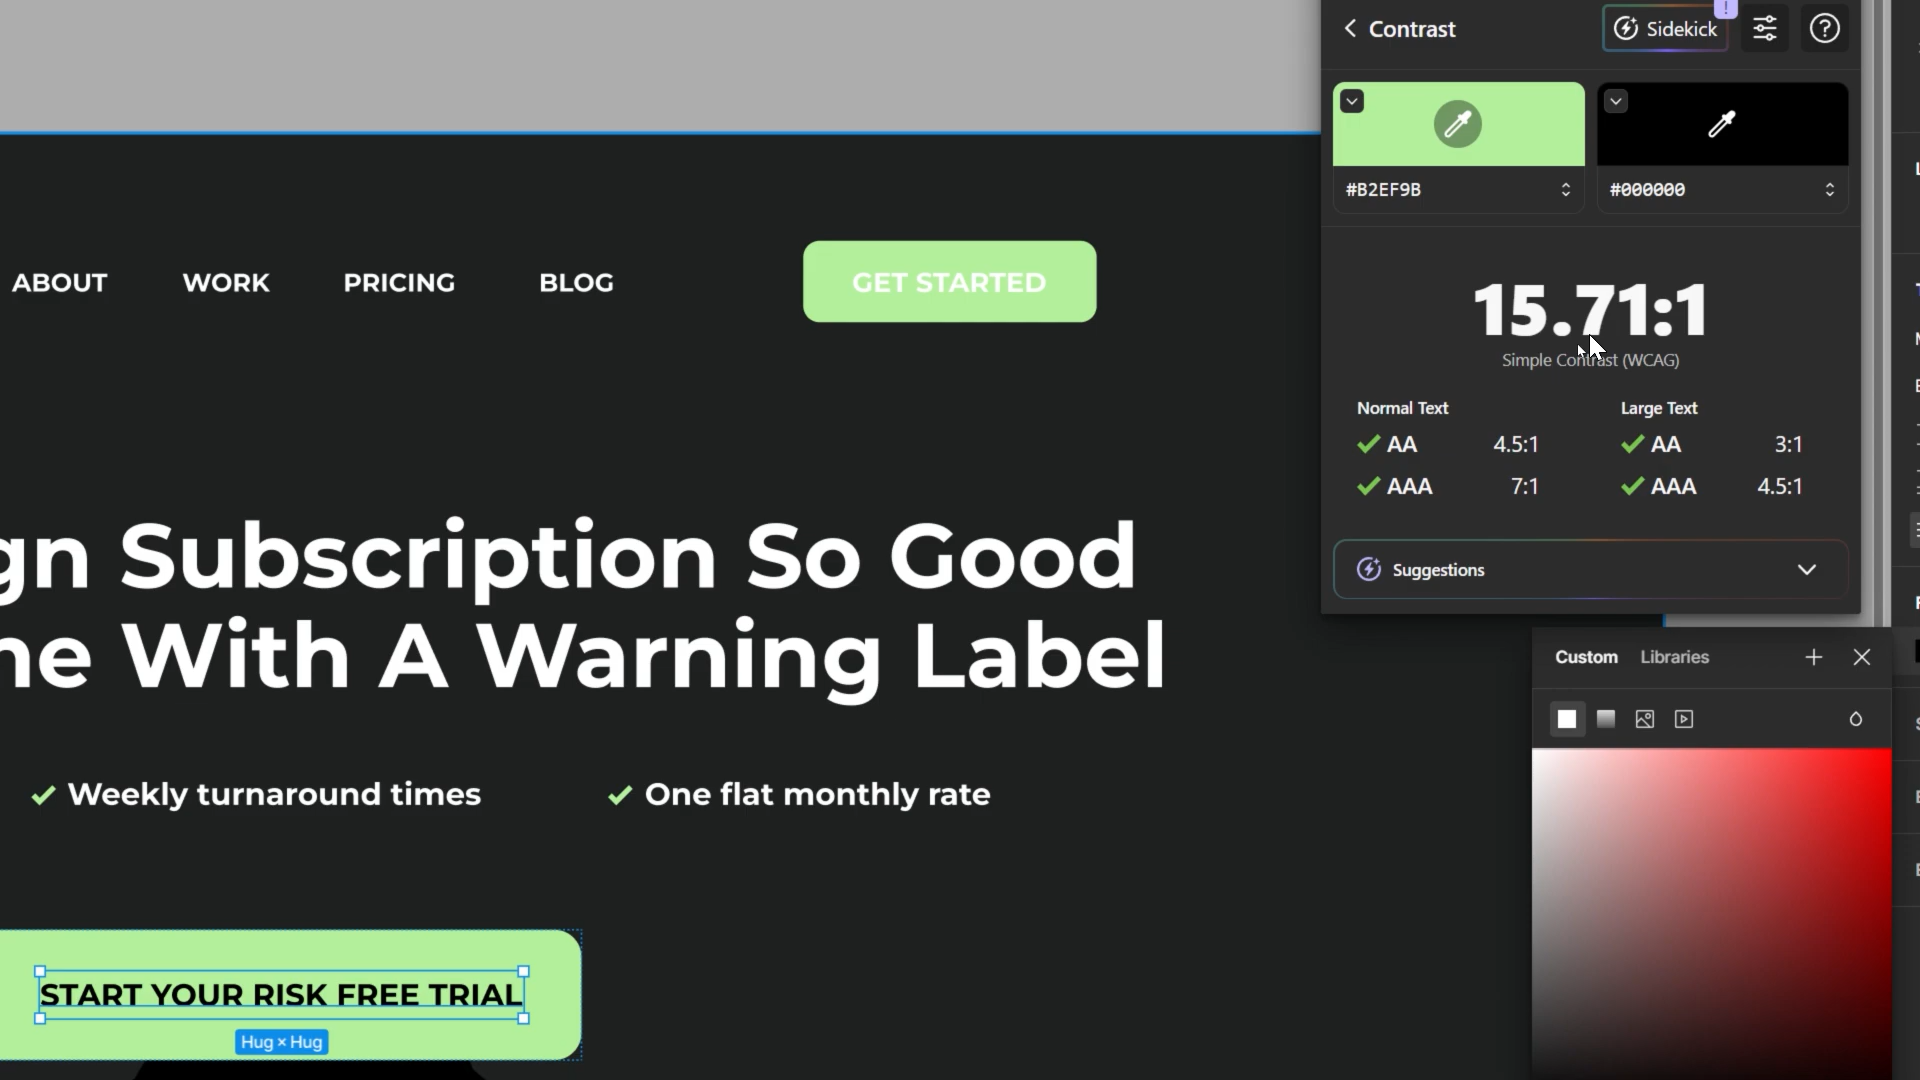 Contrast
Sidekick
!
#B2EF9B
#000000
15.71:1
Simple Contrast (WCAG)
Normal Text
Large Text
AA 4.5:1
AA 3:1
AAA 7:1
AAA 4.5:1
Suggestions
Custom
Libraries
ABOUT
WORK
PRICING
BLOG
GET STARTED
gn Subscription So Good
ne With A Warning Label
Weekly turnaround times
One flat monthly rate
START YOUR RISK FREE TRIAL
Hug × Hug